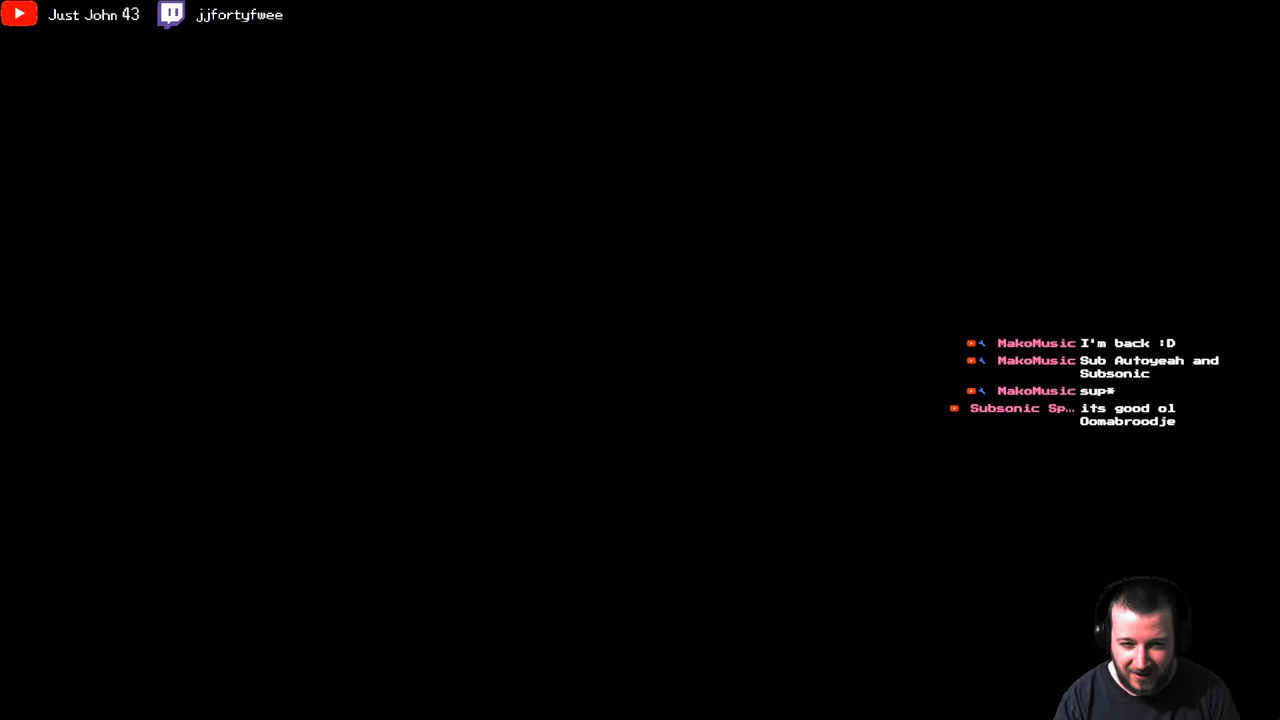 Just John 43 jjfortyfwee
MakoMusic I'm back :D
MakoMusic Sub Autoyeah and
Subsonic
MakoMusic sup*
Subsonic Sp… its good ol
Oomabroodje